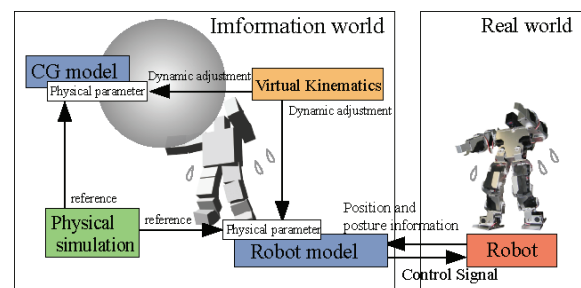 Imformation world
Real world
CG model
Physical parameter
Dynamic adjustment
Virtual Kinematics
Dynamic adjustment
reference
Physical
simulation
reference
Physical parameter
Robot model
Position and
posture information
Robot
Control Signal